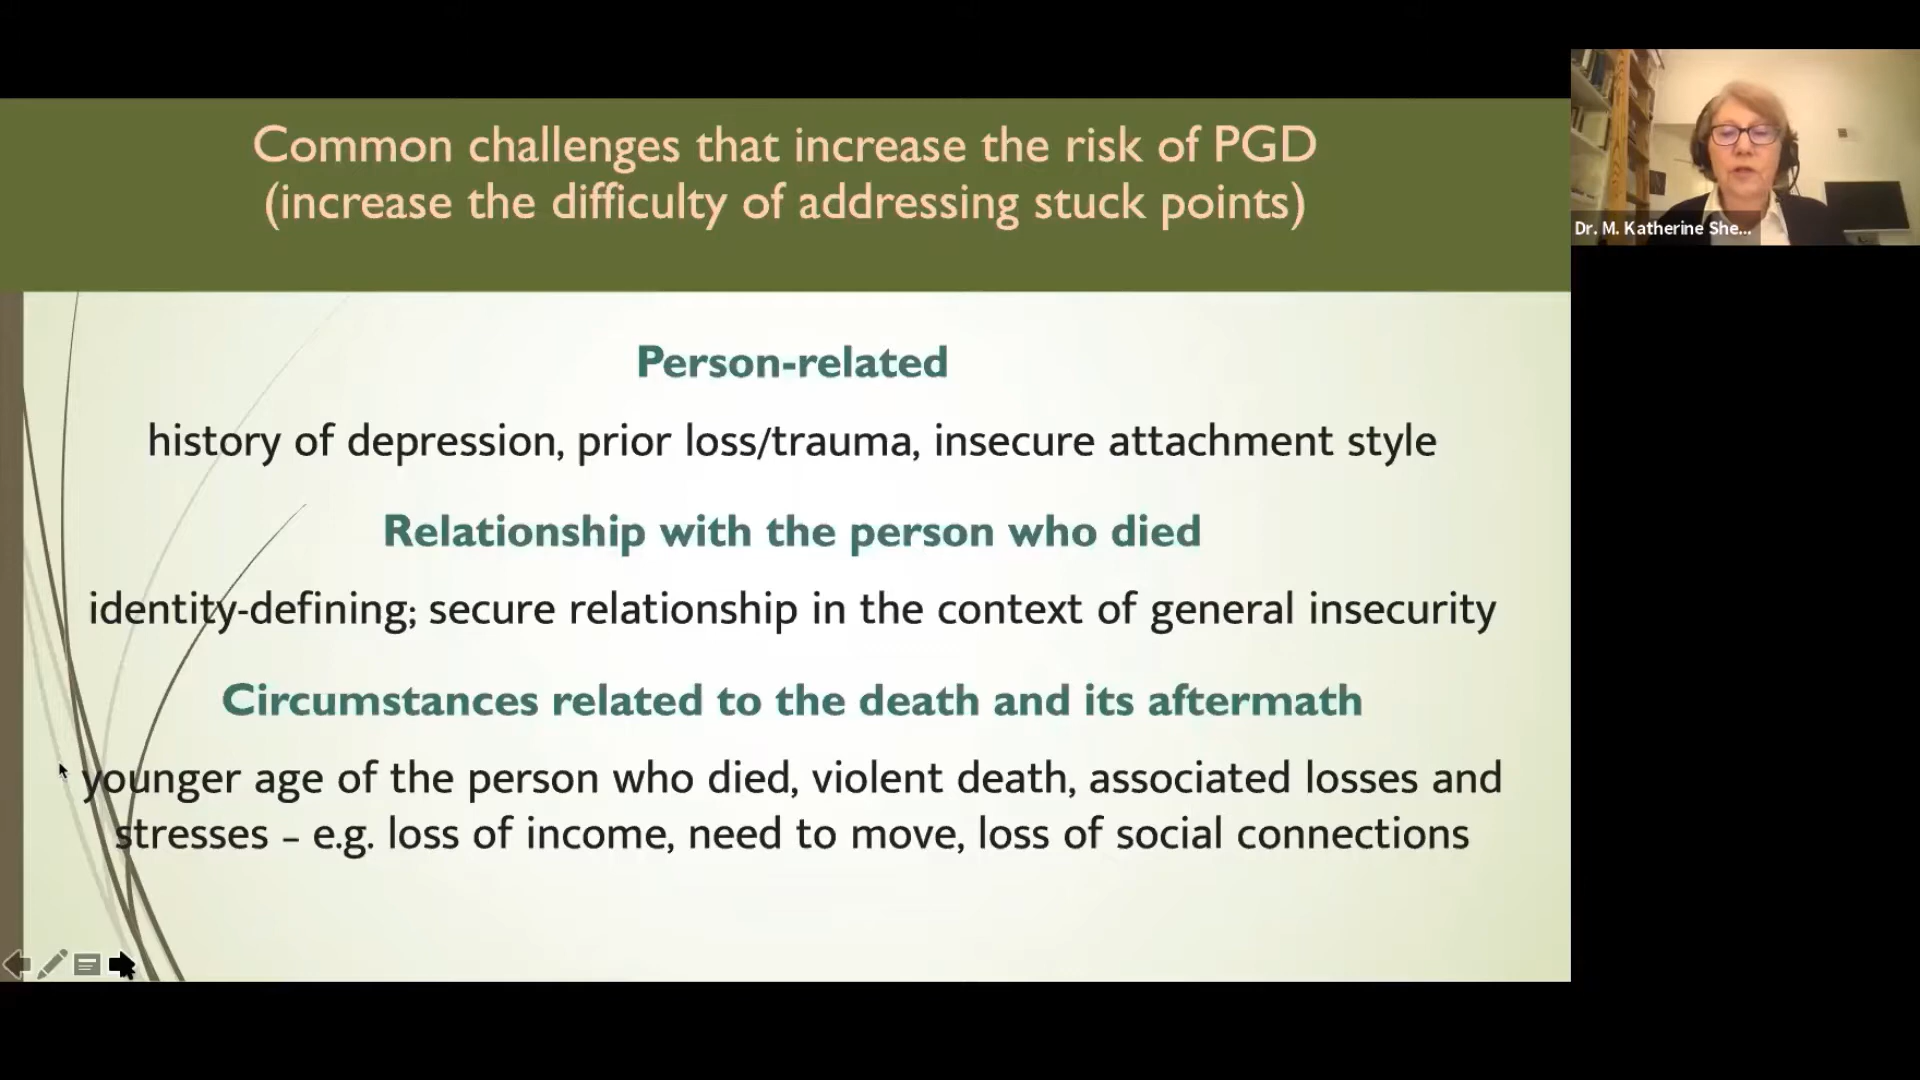 Common challenges that increase the risk of PGD
(increase the difficulty of addressing stuck points)
Dr. M. Katherine She...
Person-related
history of depression, prior loss/trauma, insecure attachment style
Relationship with the person who died
identity-defining; secure relationship in the context of general insecurity
Circumstances related to the death and its aftermath
younger age of the person who died, violent death, associated losses and
stresses – e.g. loss of income, need to move, loss of social connections